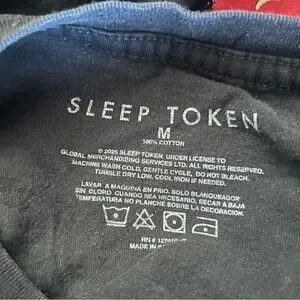 SLEEP TOKEN
M
100% COTTON
© 2025 SLEEP TOKEN. UNDER LICENSE TO
GLOBAL MERCHANDISING SERVICES LTD. ALL RIGHTS RESERVED.
MACHINE WASH COLD, GENTLE CYCLE, DO NOT BLEACH.
TUMBLE DRY LOW, COOL IRON IF NEEDED.
LAVAR A MAQUINA EN FRIO. SOLO BLANQUEADOR
SIN CLORO CUANDO SEA NECESARIO. SECAR A BAJA
TEMPERATURA NO PLANCHE SOBRE LA DECORACIÓN.
RN #
MADE IN